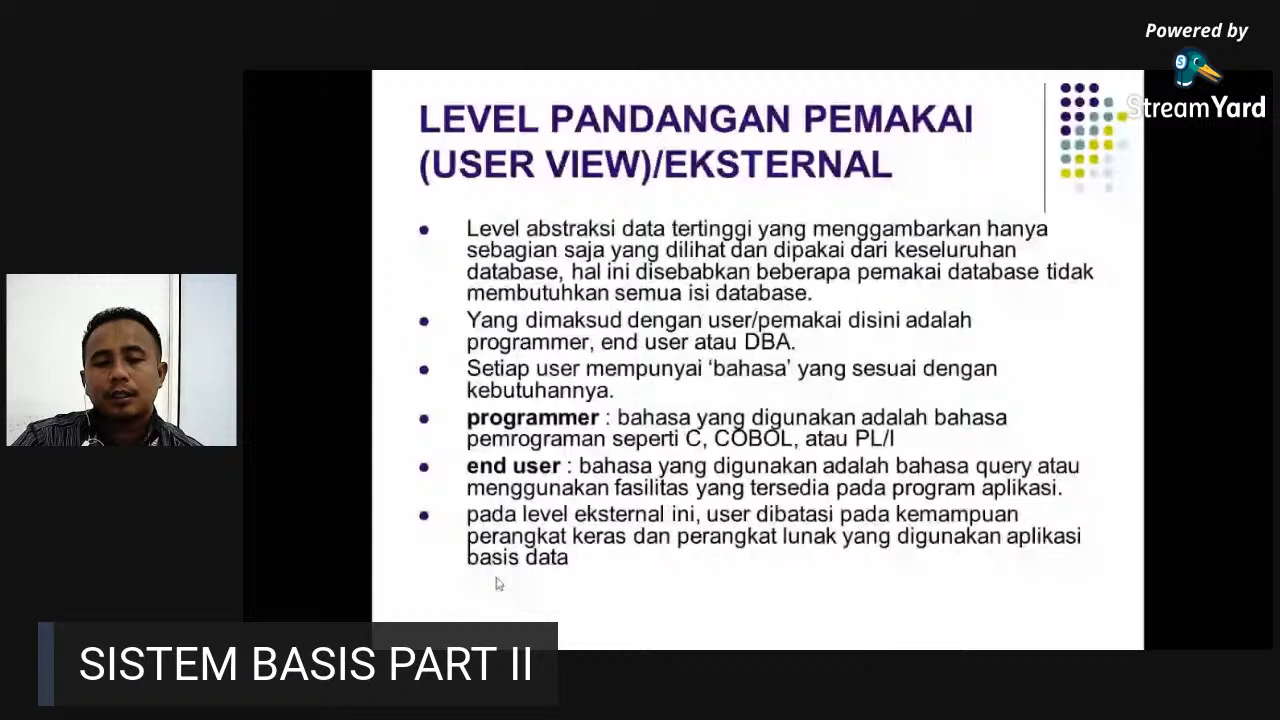 Powered by
StreamYard
LEVEL PANDANGAN PEMAKAI
(USER VIEW)/EKSTERNAL
Level abstraksi data tertinggi yang menggambarkan hanya
sebagian saja yang dilihat dan dipakai dari keseluruhan
database, hal ini disebabkan beberapa pemakai database tidak
membutuhkan semua isi database.
Yang dimaksud dengan user/pemakai disini adalah
programmer, end user atau DBA.
Setiap user mempunyai ‘bahasa’ yang sesuai dengan
kebutuhannya.
programmer : bahasa yang digunakan adalah bahasa
pemrograman seperti C, COBOL, atau PL/I
end user : bahasa yang digunakan adalah bahasa query atau
menggunakan fasilitas yang tersedia pada program aplikasi.
pada level eksternal ini, user dibatasi pada kemampuan
perangkat keras dan perangkat lunak yang digunakan aplikasi
basis data
SISTEM BASIS PART II